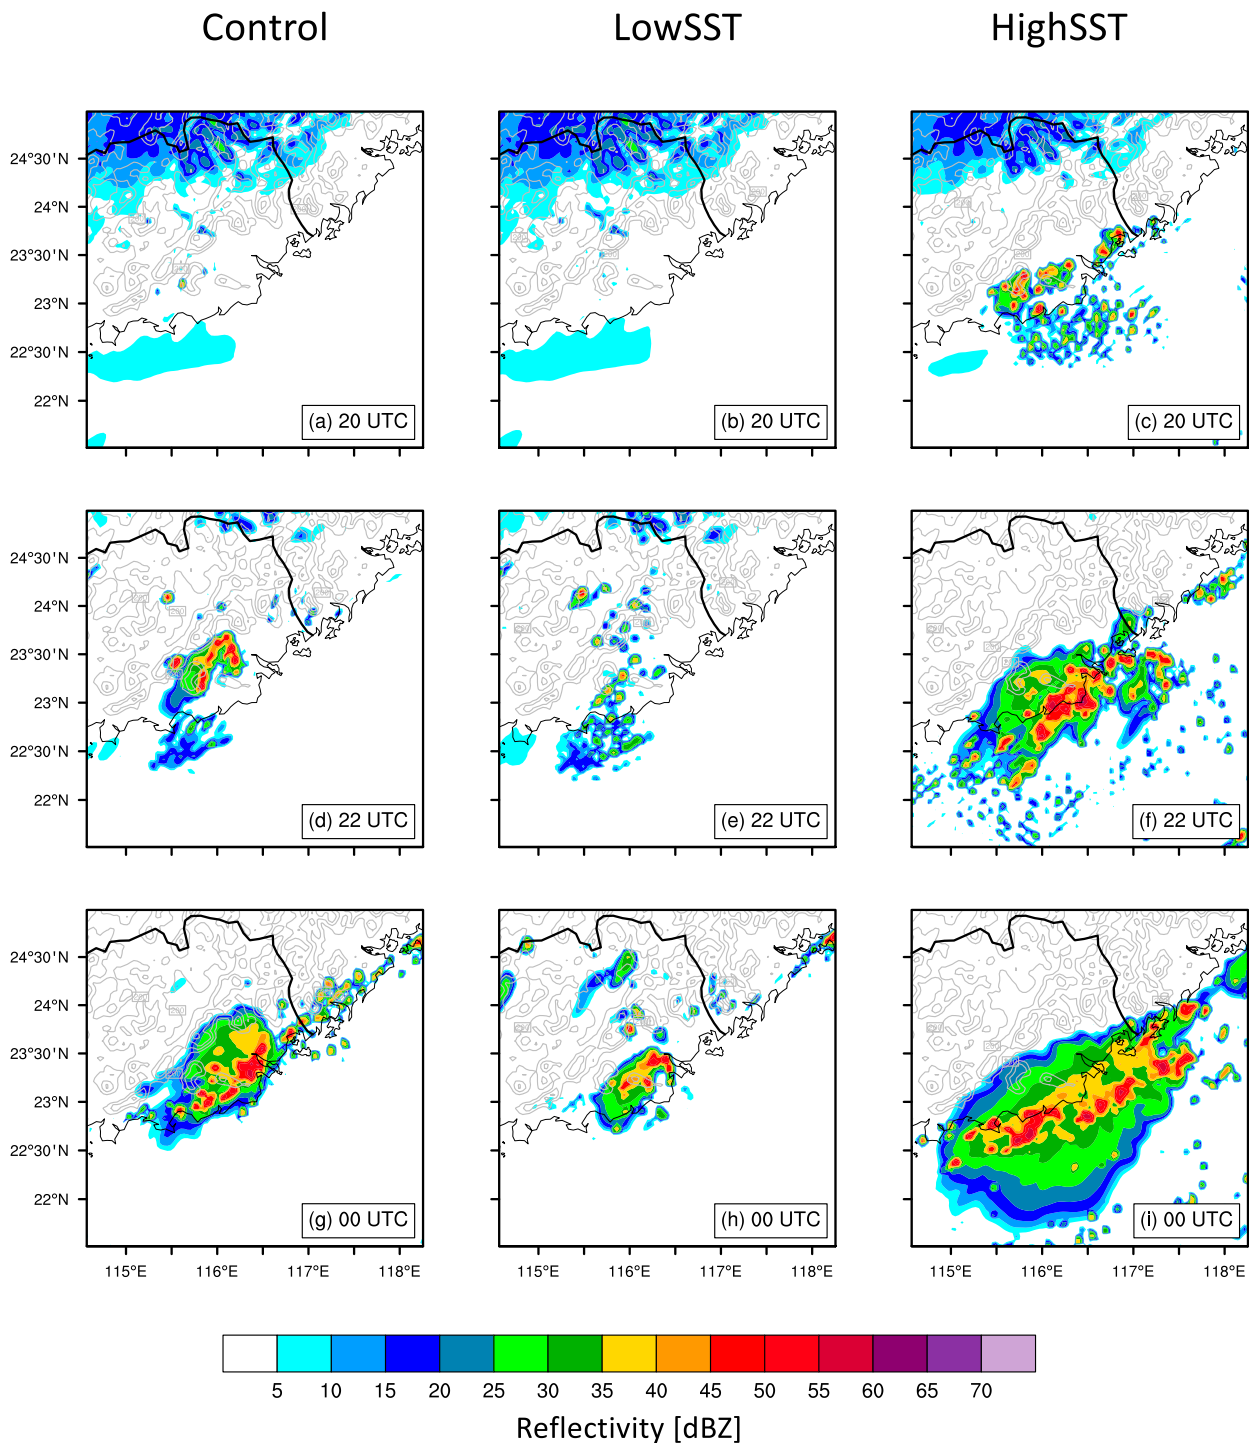 Control LowSST HighSST
24°30'N
24°N
23°30'N
23°N
22°30'N
22°N
(a) 20 UTC (b) 20 UTC (c) 20 UTC
24°30'N
24°N
23°30'N
23°N
22°30'N
22°N
(d) 22 UTC (e) 22 UTC (f) 22 UTC
24°30'N
24°N
23°30'N
23°N
22°30'N
22°N
(g) 00 UTC (h) 00 UTC (i) 00 UTC
115°E 116°E 117°E 118°E 115°E 116°E 117°E 118°E 115°E 116°E 117°E 118°E
5 10 15 20 25 30 35 40 45 50 55 60 65 70
Reflectivity [dBZ]